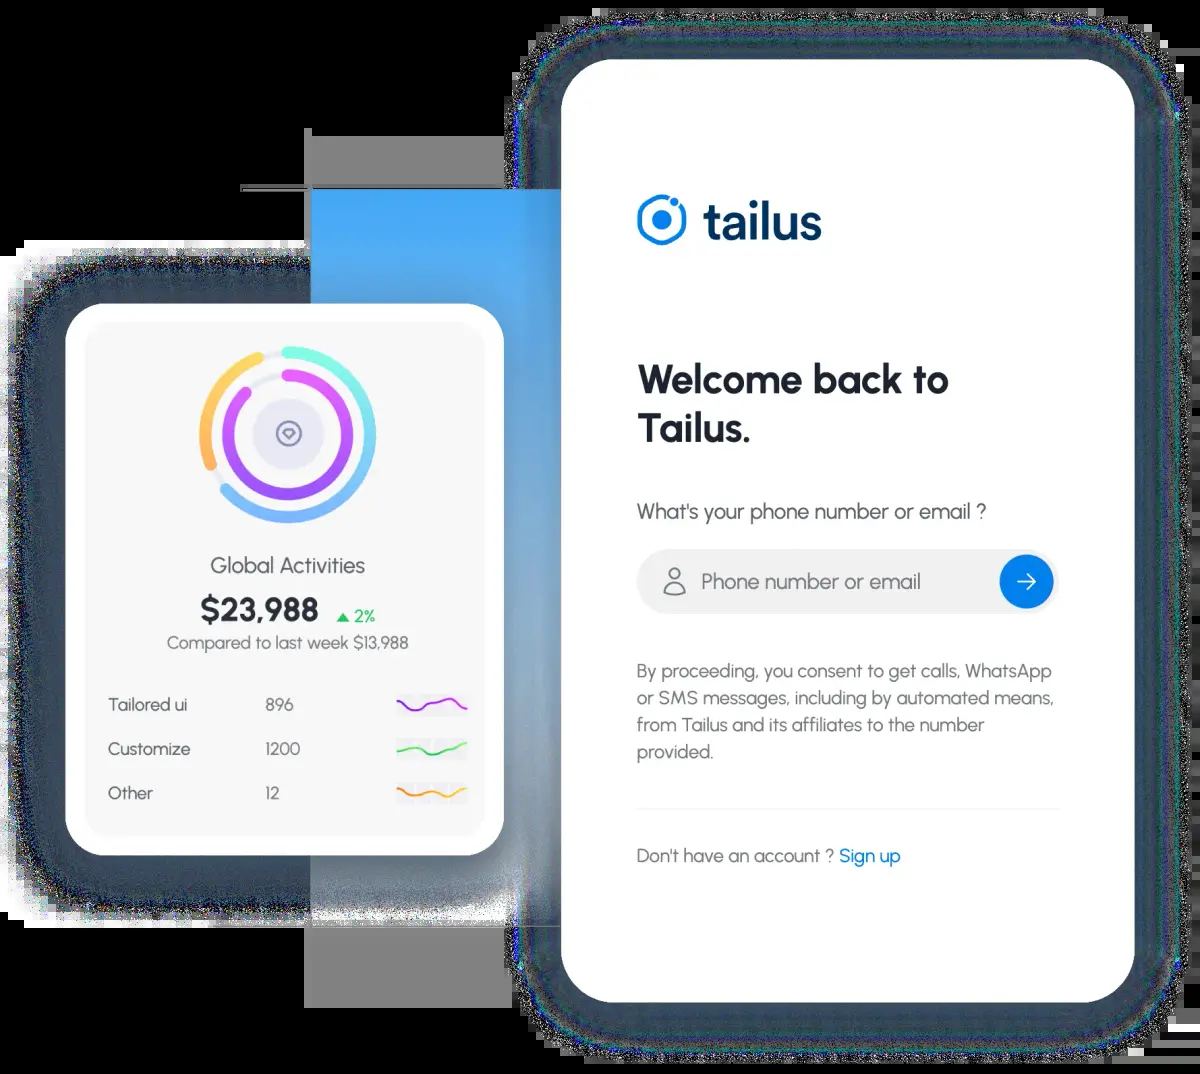 tailus
Welcome back to
Tailus.
What's your phone number or email ?
Phone number or email
By proceeding, you consent to get calls, WhatsApp
or SMS messages, including by automated means,
from Tailus and its affiliates to the number
provided.
Don't have an account ? Sign up
Global Activities
$23,988 2%
Compared to last week $13,988
Tailored ui 896
Customize 1200
Other 12